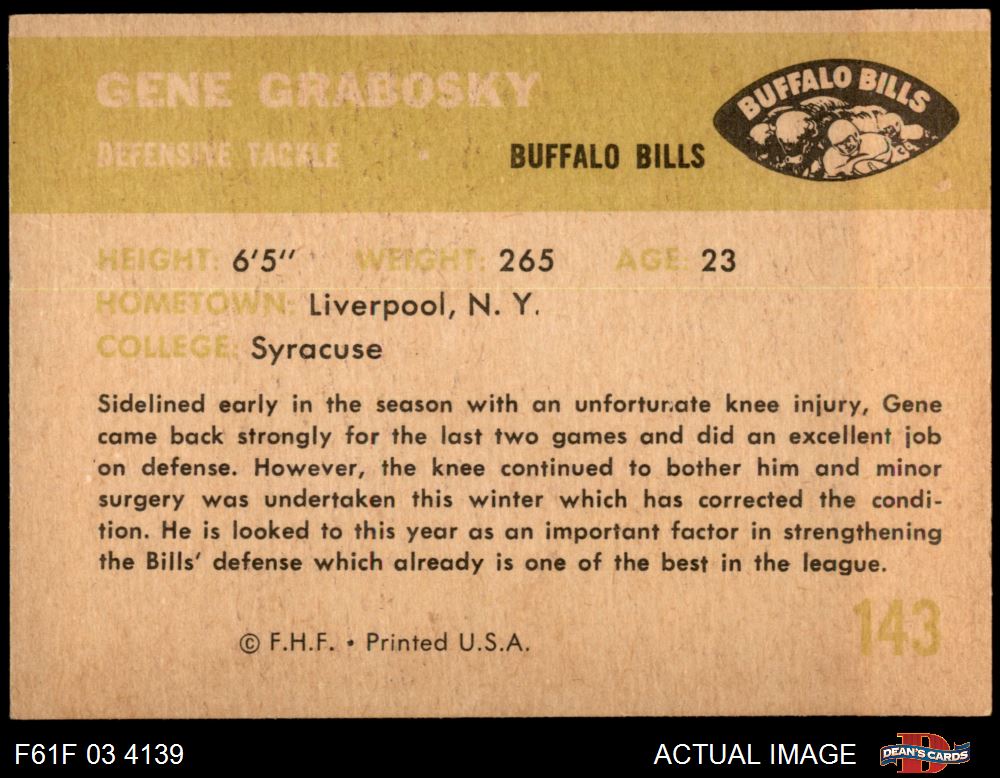 GENE GRABOSKY
DEFENSIVE TACKLE • BUFFALO BILLS
BUFFALO BILLS
HEIGHT: 6'5" WEIGHT: 265 AGE: 23
HOMETOWN: Liverpool, N. Y.
COLLEGE: Syracuse
Sidelined early in the season with an unfortunate knee injury, Gene
came back strongly for the last two games and did an excellent job
on defense. However, the knee continued to bother him and minor
surgery was undertaken this winter which has corrected the condi-
tion. He is looked to this year as an important factor in strengthening
the Bills' defense which already is one of the best in the league.
143
© F.H.F. • Printed U.S.A.
F61F 03 4139 ACTUAL IMAGE D DEAN'S CARDS